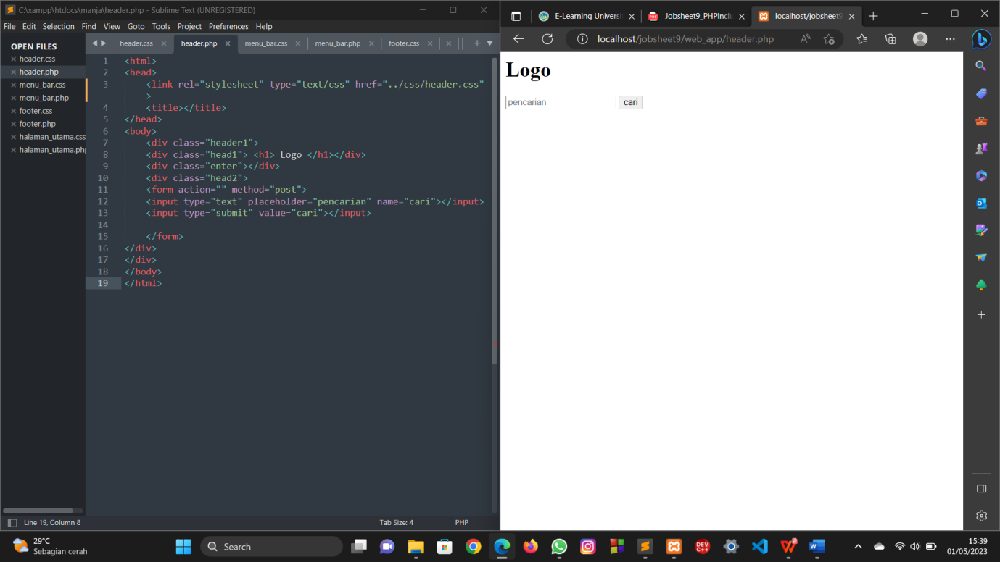 C:\xampp\htdocs\manja\header.php - Sublime Text (UNREGISTERED)
File Edit Selection Find View Goto Tools Project Preferences Help
OPEN FILES
header.css
header.php
menu_bar.css
menu_bar.php
footer.css
footer.php
halaman_utama.css
halaman_utama.php
header.css header.php menu_bar.css menu_bar.php footer.css
1 <html>
2 <head>
3 <link rel="stylesheet" type="text/css" href="../css/header.css"
>
4 <title></title>
5 </head>
6 <body>
7 <div class="header1">
8 <div class="head1"> <h1> Logo </h1></div>
9 <div class="enter"></div>
10 <div class="head2">
11 <form action="" method="post">
12 <input type="text" placeholder="pencarian" name="cari"></input>
13 <input type="submit" value="cari"></input>
14
15 </form>
16 </div>
17 </div>
18 </body>
19 </html>
Line 19, Column 8 Tab Size: 4 PHP
E-Learning Universi Jobsheet9_PHPInclu localhost/jobsheet9
localhost/jobsheet9/web_app/header.php
Logo
pencarian cari
29°C
Sebagian cerah
Search
15:39
01/05/2023